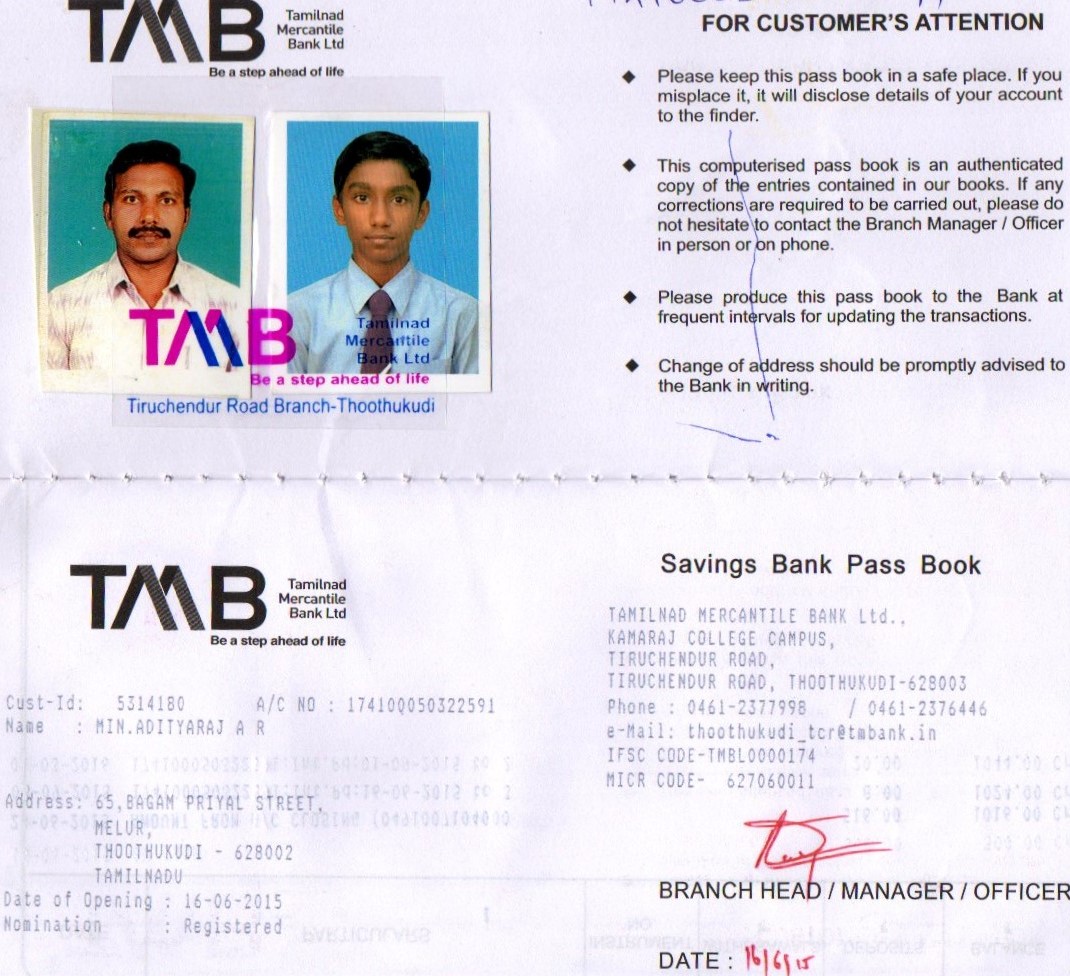 TMB
Tamilnad
Mercantile
Bank Ltd
Be a step ahead of life
TMB
Tamilnad
Mercantile
Bank Ltd
Be a step ahead of life
Tiruchendur Road Branch-Thoothukudi
FOR CUSTOMER'S ATTENTION
◆ Please keep this pass book in a safe place. If you
misplace it, it will disclose details of your account
to the finder.
◆ This computerised pass book is an authenticated
copy of the entries contained in our books. If any
corrections are required to be carried out, please do
not hesitate to contact the Branch Manager / Officer
in person or on phone.
◆ Please produce this pass book to the Bank at
frequent intervals for updating the transactions.
◆ Change of address should be promptly advised to
the Bank in writing.
TMB
Tamilnad
Mercantile
Bank Ltd
Be a step ahead of life
Cust-Id: 5314180 A/C NO : 174100050322591
Name : MIN.ADITYARAJ A R
Address: 65,BAGAM PRIYAL STREET,
MELUR,
THOOTHUKUDI - 628002
TAMILNADU
Date of Opening : 16-06-2015
Nomination : Registered
Savings Bank Pass Book
TAMILNAD MERCANTILE BANK Ltd.,
KAMARAJ COLLEGE CAMPUS,
TIRUCHENDUR ROAD,
TIRUCHENDUR ROAD, THOOTHUKUDI-628003
Phone : 0461-2377998 / 0461-2376446
e-Mail: thoothukudi_tcr@tmbank.in
IFSC CODE-TMBL0000174
MICR CODE- 627060011
BRANCH HEAD / MANAGER / OFFICER
DATE : 16/6/15